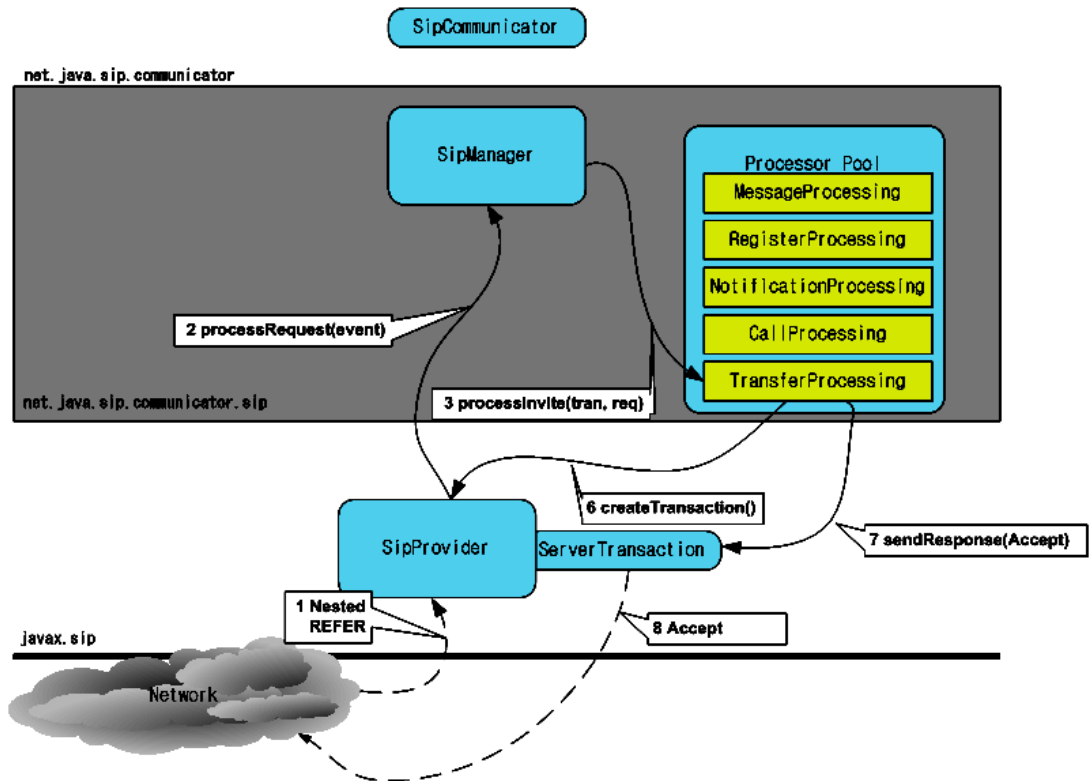 SipCommunicator
net.java.sip.communicator
SipManager
Processor Pool
MessageProcessing
RegisterProcessing
NotificationProcessing
2 processRequest(event)
CallProcessing
TransferProcessing
3 processInvite(tran, req)
net.java.sip.communicator.sip
6 createTransaction()
7 sendResponse(Accept)
SipProvider
ServerTransaction
1 Nested
REFER
8 Accept
javax.sip
Network